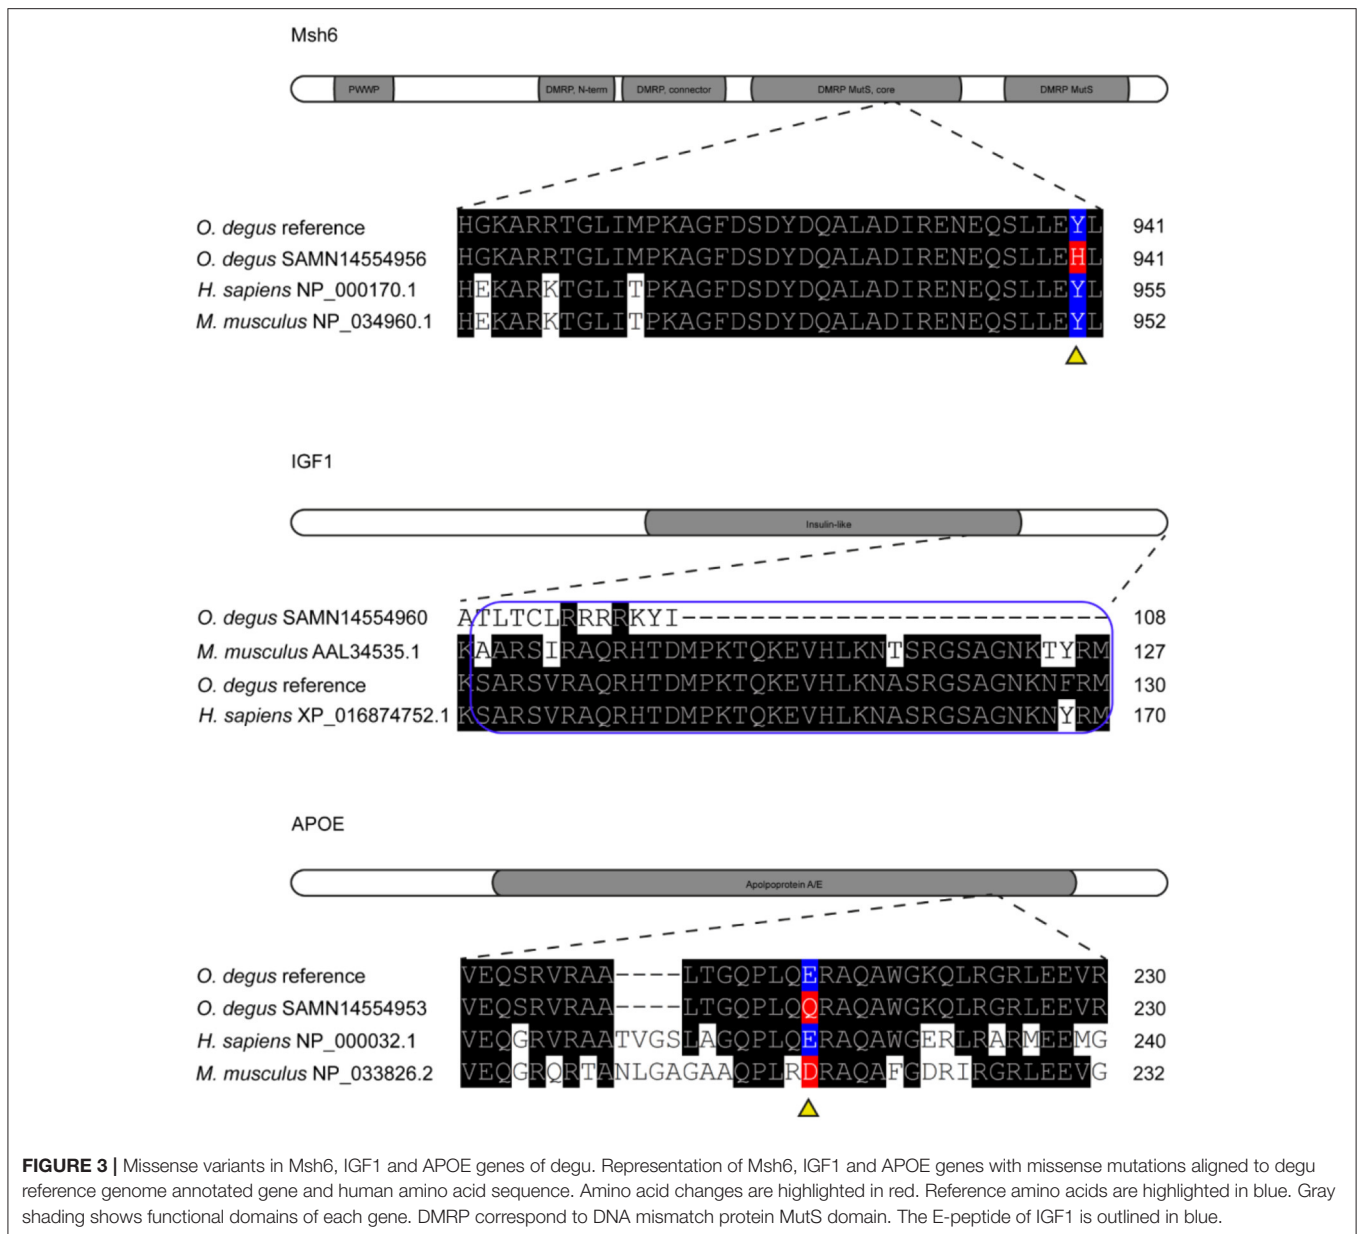 Msh6
PWWP DMRP, N-term DMRP, connector DMRP MutS, core DMRP MutS
O. degus reference HGKARRTGLIMPKAGFDSDYDQALADIRENEQSLLEYL 941
O. degus SAMN14554956 HGKARRTGLIMPKAGFDSDYDQALADIRENEQSLLEHL 941
H. sapiens NP_000170.1 HEKARKTGLITPKAGFDSDYDQALADIRENEQSLLEYL 955
M. musculus NP_034960.1 HEKARKTGLITPKAGFDSDYDQALADIRENEQSLLEYL 952
IGF1
Insulin-like
O. degus SAMN14554960 ATLTCLRRRRKYI------------------------- 108
M. musculus AAL34535.1 KAARSIRAQRHTDMPKTQKEVHLKNTSRGSAGNKTYRM 127
O. degus reference KSARSVRAQRHTDMPKTQKEVHLKNASRGSAGNKNFRM 130
H. sapiens XP_016874752.1 KSARSVRAQRHTDMPKTQKEVHLKNASRGSAGNKNYRM 170
APOE
Apolpoprotein A/E
O. degus reference VEQSRVRAA----LTGQPLQERAQAWGKQLRGRLEEVR 230
O. degus SAMN14554953 VEQSRVRAA----LTGQPLQQRAQAWGKQLRGRLEEVR 230
H. sapiens NP_000032.1 VEQGRVRAATVGSLAGQPLQERAQAWGERLRARMEEMG 240
M. musculus NP_033826.2 VEQGRQRTANLGAGAAQPLRDRAQAFGDRIRGRLEEVG 232
FIGURE 3 | Missense variants in Msh6, IGF1 and APOE genes of degu. Representation of Msh6, IGF1 and APOE genes with missense mutations aligned to degu
reference genome annotated gene and human amino acid sequence. Amino acid changes are highlighted in red. Reference amino acids are highlighted in blue. Gray
shading shows functional domains of each gene. DMRP correspond to DNA mismatch protein MutS domain. The E-peptide of IGF1 is outlined in blue.